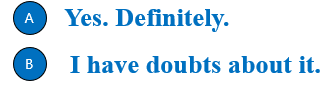 A Yes. Definitely.
B I have doubts about it.